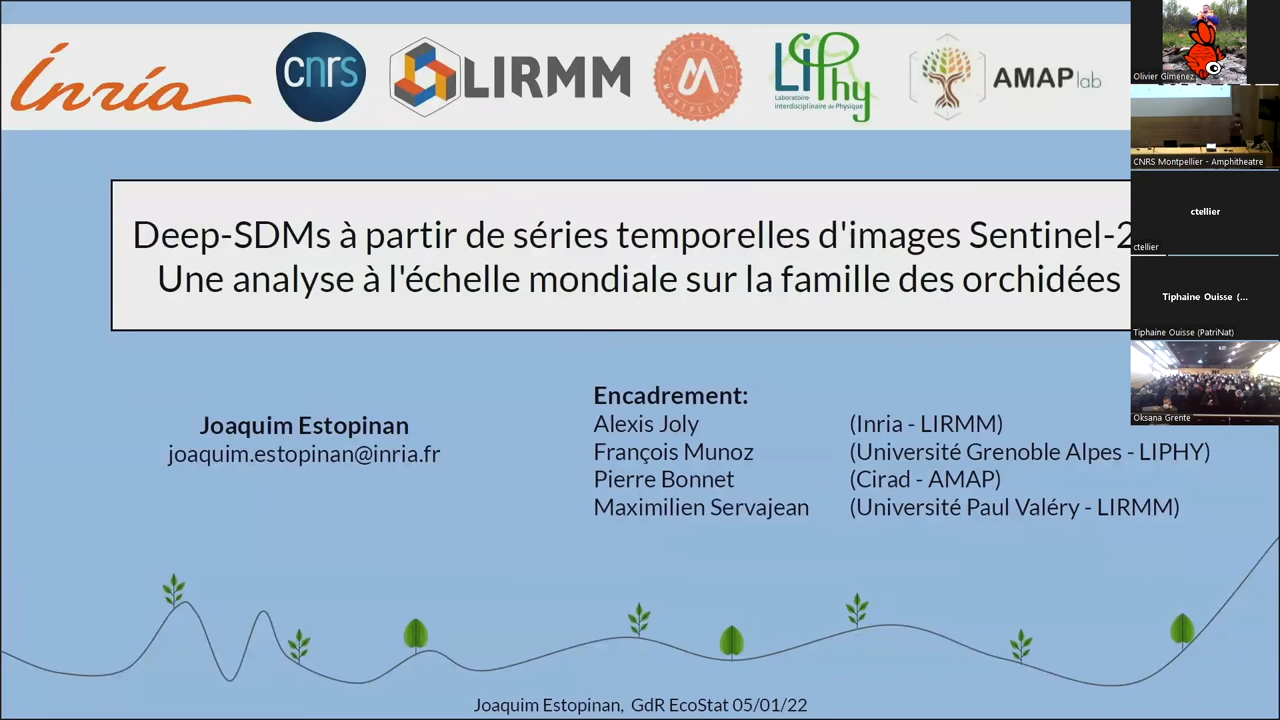 Inria
cnrs
LIRMM
UNIVERSITÉ
MONTPELLIER
LIPhy
Laboratoire
interdisciplinaire de Physique
AMAP lab
Deep-SDMs à partir de séries temporelles d'images Sentinel-2
Une analyse à l'échelle mondiale sur la famille des orchidées
Joaquim Estopinan
joaquim.estopinan@inria.fr
Encadrement:
Alexis Joly (Inria - LIRMM)
François Munoz (Université Grenoble Alpes - LIPHY)
Pierre Bonnet (Cirad - AMAP)
Maximilien Servajean (Université Paul Valéry - LIRMM)
Joaquim Estopinan, GdR EcoStat 05/01/22
Olivier Gimenez
CNRS Montpellier - Amphitheatre
ctellier
ctellier
Tiphaine Ouisse (...
Tiphaine Ouisse (PatriNat)
Oksana Grente